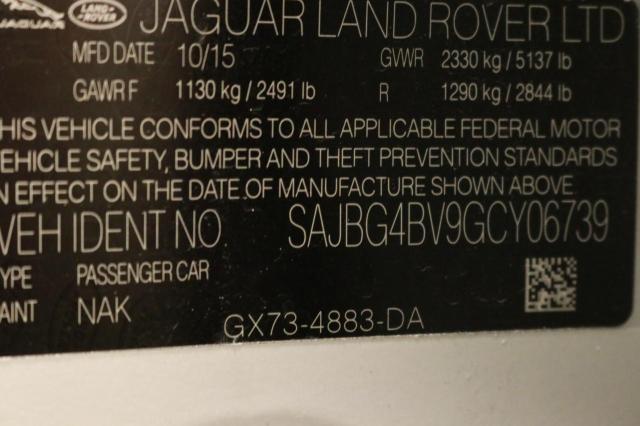 JAGUAR LAND-ROVER JAGUAR LAND ROVER LTD
MFD DATE 10/15 GVWR 2330 kg / 5137 lb
GAWR F 1130 kg / 2491 lb R 1290 kg / 2844 lb
HIS VEHICLE CONFORMS TO ALL APPLICABLE FEDERAL MOTOR
EHICLE SAFETY, BUMPER AND THEFT PREVENTION STANDARDS
N EFFECT ON THE DATE OF MANUFACTURE SHOWN ABOVE
VEH IDENT NO. SAJBG4BV9GCY06739
YPE PASSENGER CAR
AINT NAK
GX73-4883-DA